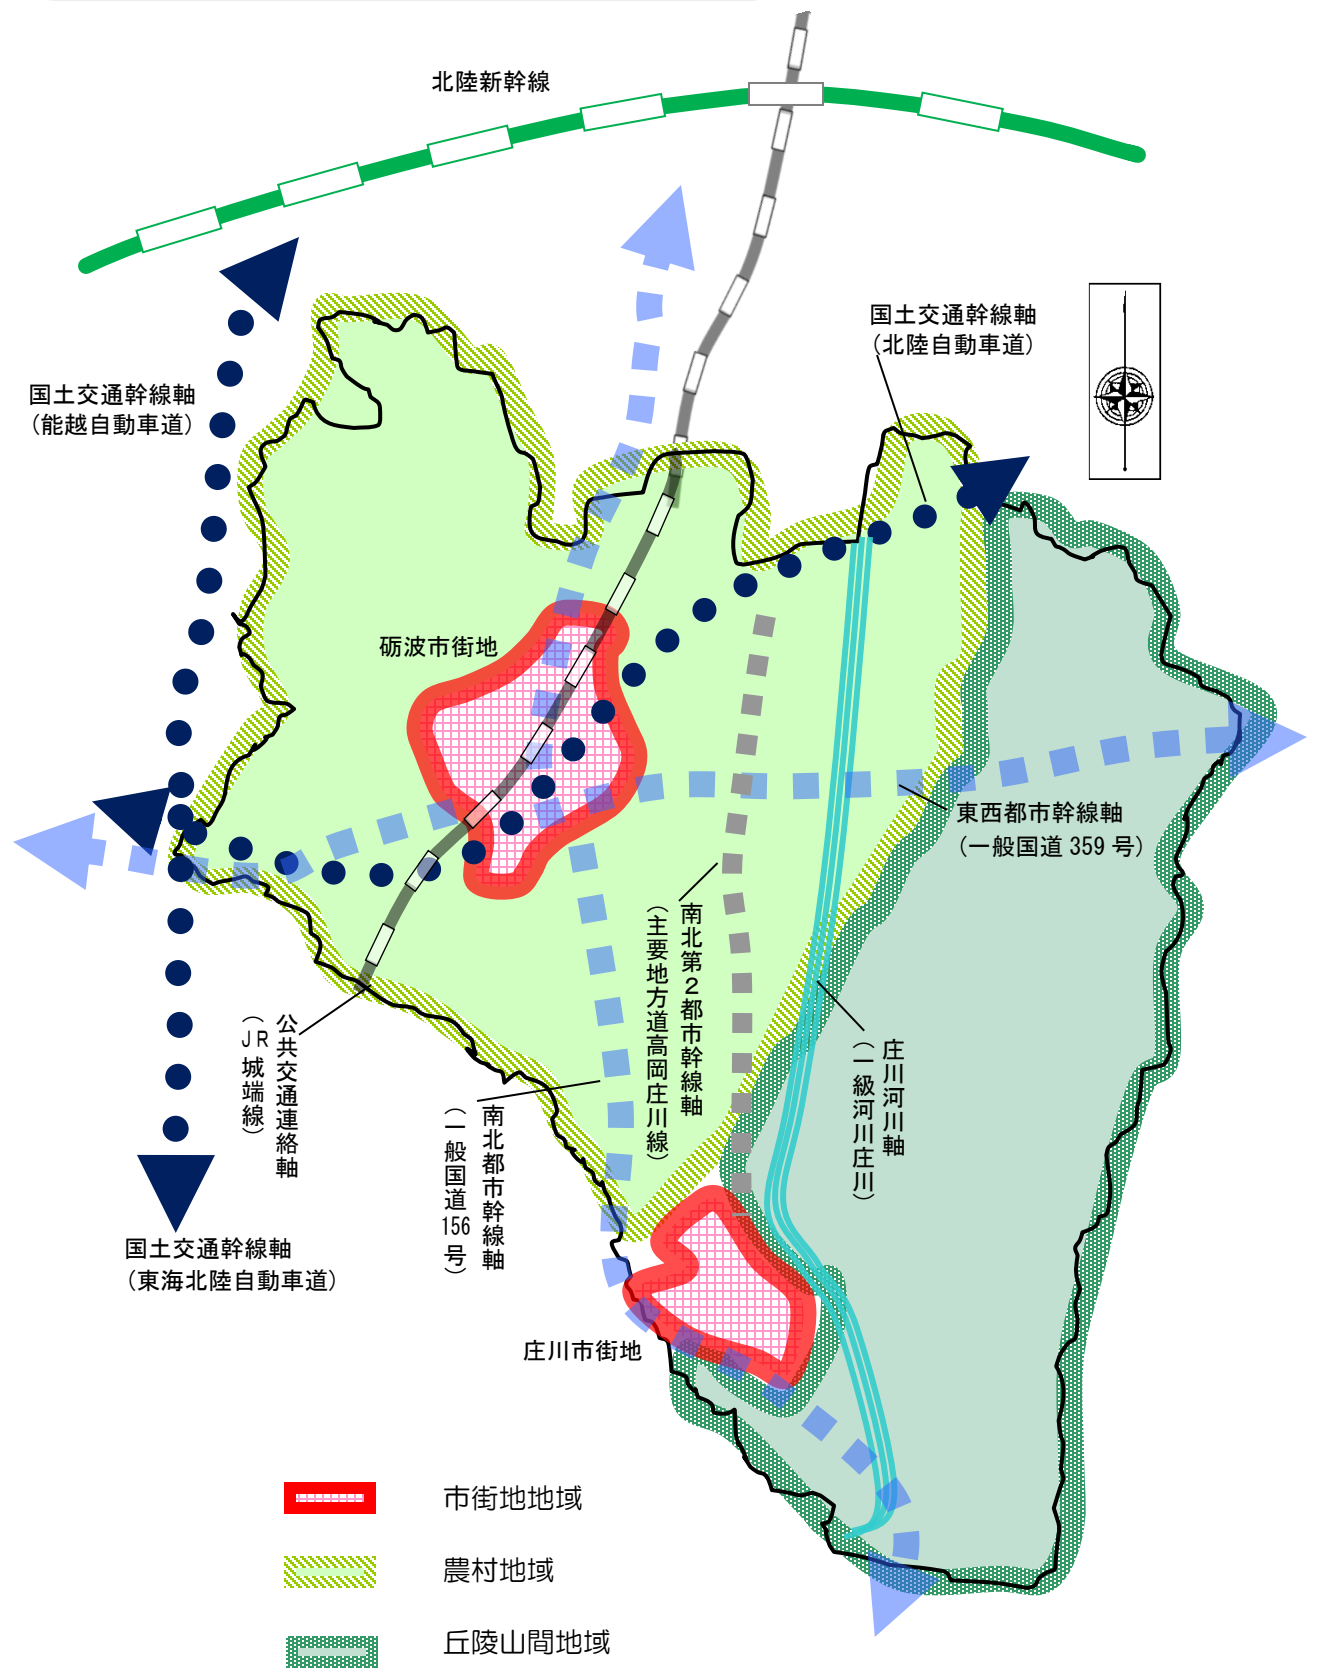 北陸新幹線
国土交通幹線軸
(北陸自動車道)
国土交通幹線軸
(能越自動車道)
砺波市街地
東西都市幹線軸
(一般国道 359 号)
南北第2都市幹線軸
(主要地方道高岡庄川線)
庄川河川軸
(一級河川庄川)
公共交通連絡軸
(JR城端線)
南北都市幹線軸
(一般国道156号)
国土交通幹線軸
(東海北陸自動車道)
庄川市街地
市街地地域
農村地域
丘陵山間地域